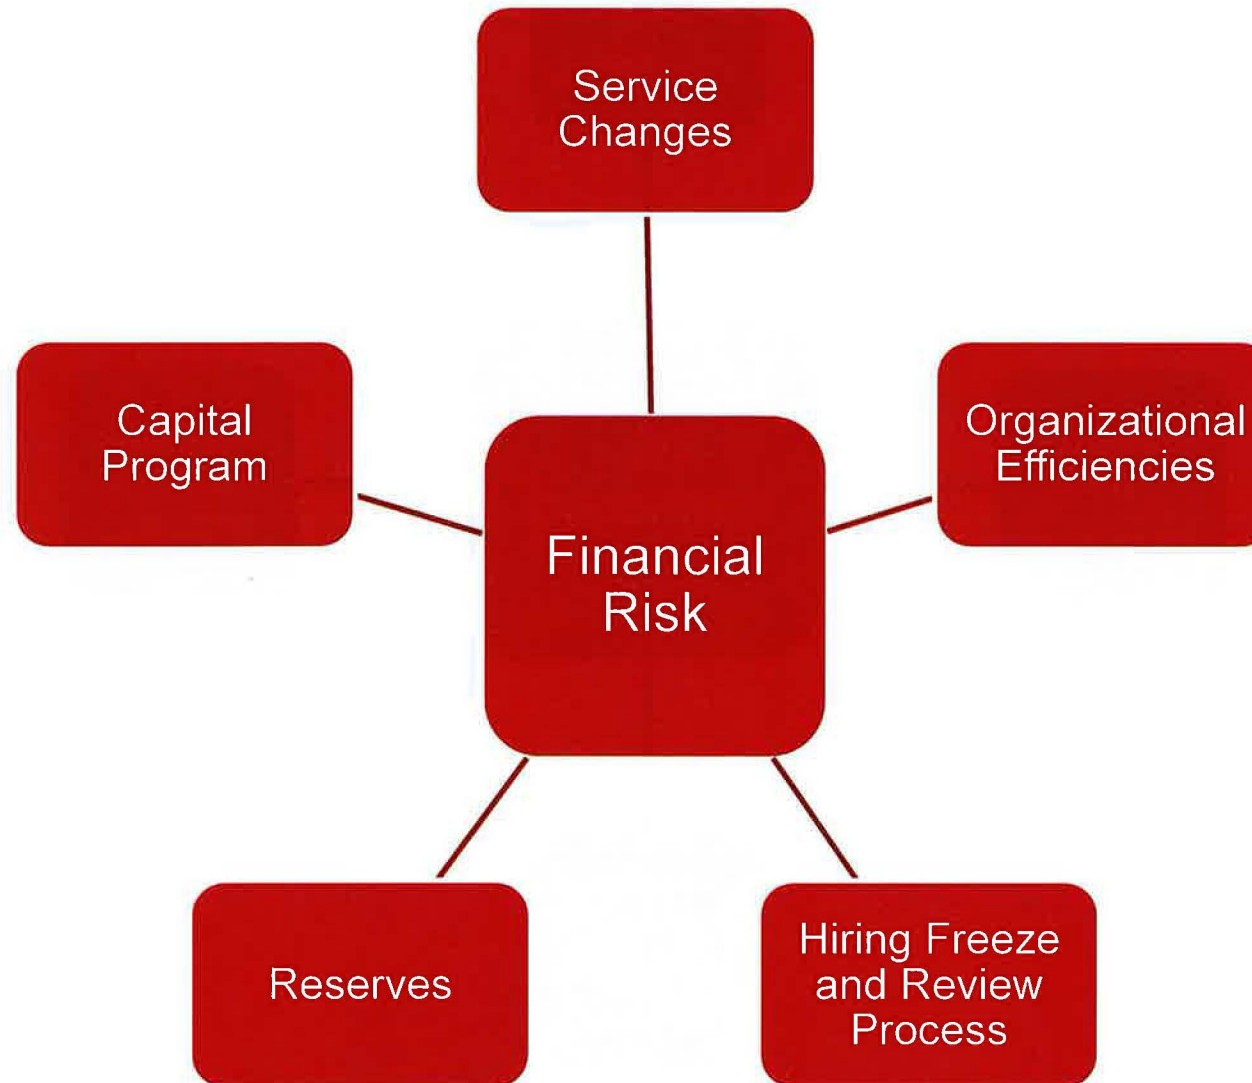 Service
Changes
Capital
Program
Organizational
Efficiencies
Financial
Risk
Reserves
Hiring Freeze
and Review
Process